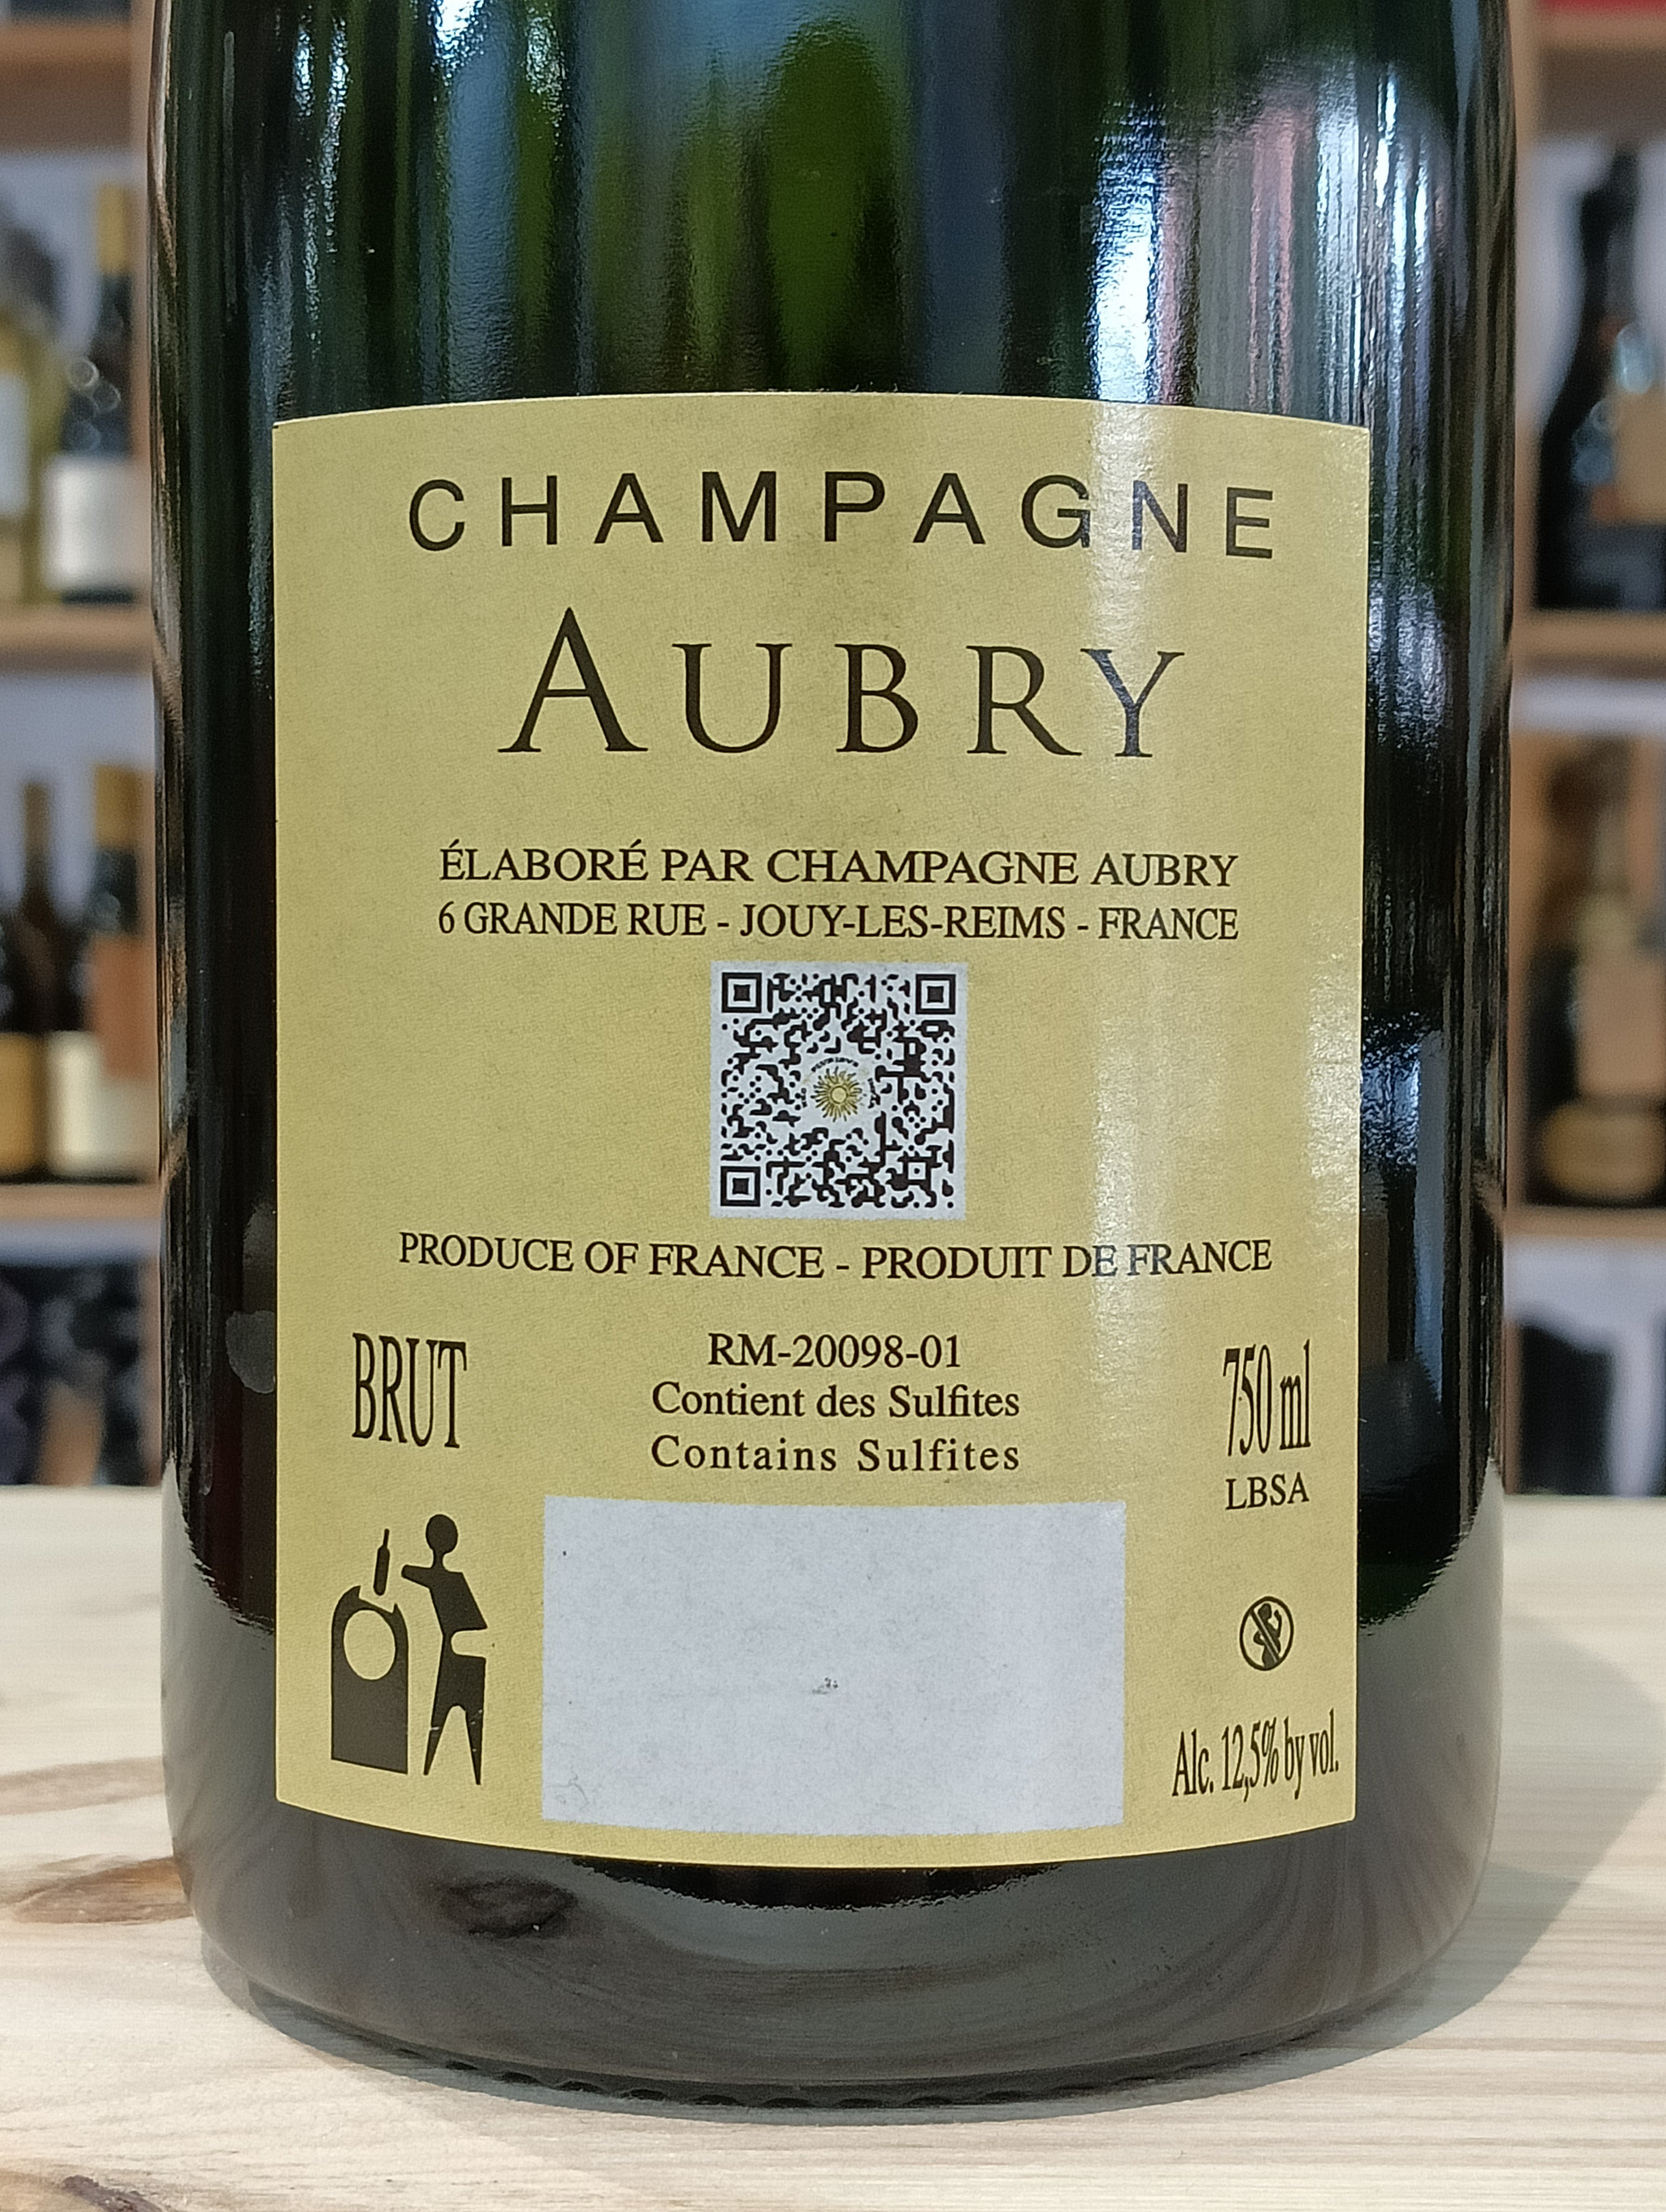 CHAMPAGNE
AUBRY
ÉLABORÉ PAR CHAMPAGNE AUBRY
6 GRANDE RUE - JOUY-LES-REIMS - FRANCE
PRODUCE OF FRANCE - PRODUIT DE FRANCE
BRUT
RM-20098-01
Contient des Sulfites
Contains Sulfites
750 ml
LBSA
Alc. 12,5% by vol.